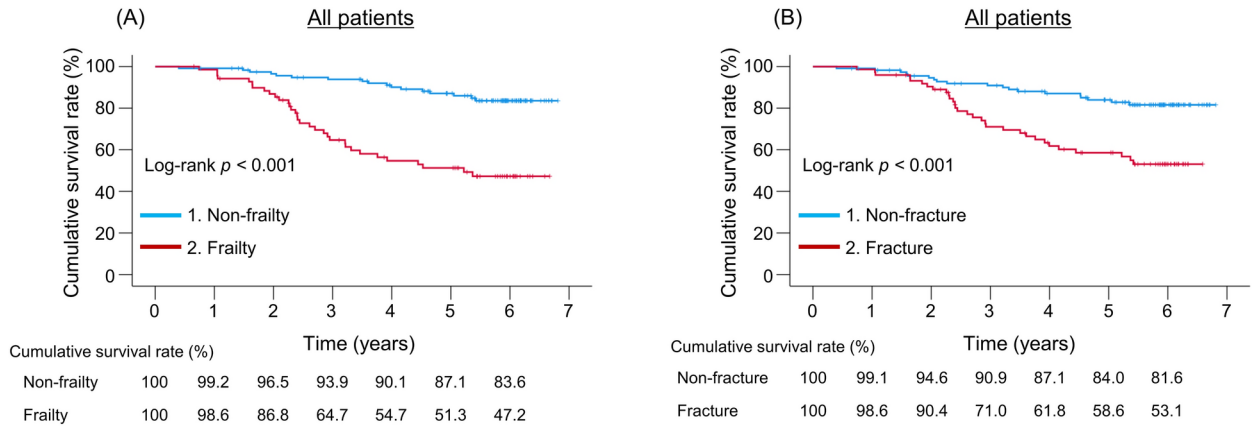 (A)
All patients
Cumulative survival rate (%)
100
80
60
40
20
0
Log-rank p < 0.001
1. Non-frailty
2. Frailty
0 1 2 3 4 5 6 7
Time (years)
Cumulative survival rate (%)
Non-frailty 100 99.2 96.5 93.9 90.1 87.1 83.6
Frailty 100 98.6 86.8 64.7 54.7 51.3 47.2
(B)
All patients
Cumulative survival rate (%)
100
80
60
40
20
0
Log-rank p < 0.001
1. Non-fracture
2. Fracture
0 1 2 3 4 5 6 7
Time (years)
Cumulative survival rate (%)
Non-fracture 100 99.1 94.6 90.9 87.1 84.0 81.6
Fracture 100 98.6 90.4 71.0 61.8 58.6 53.1